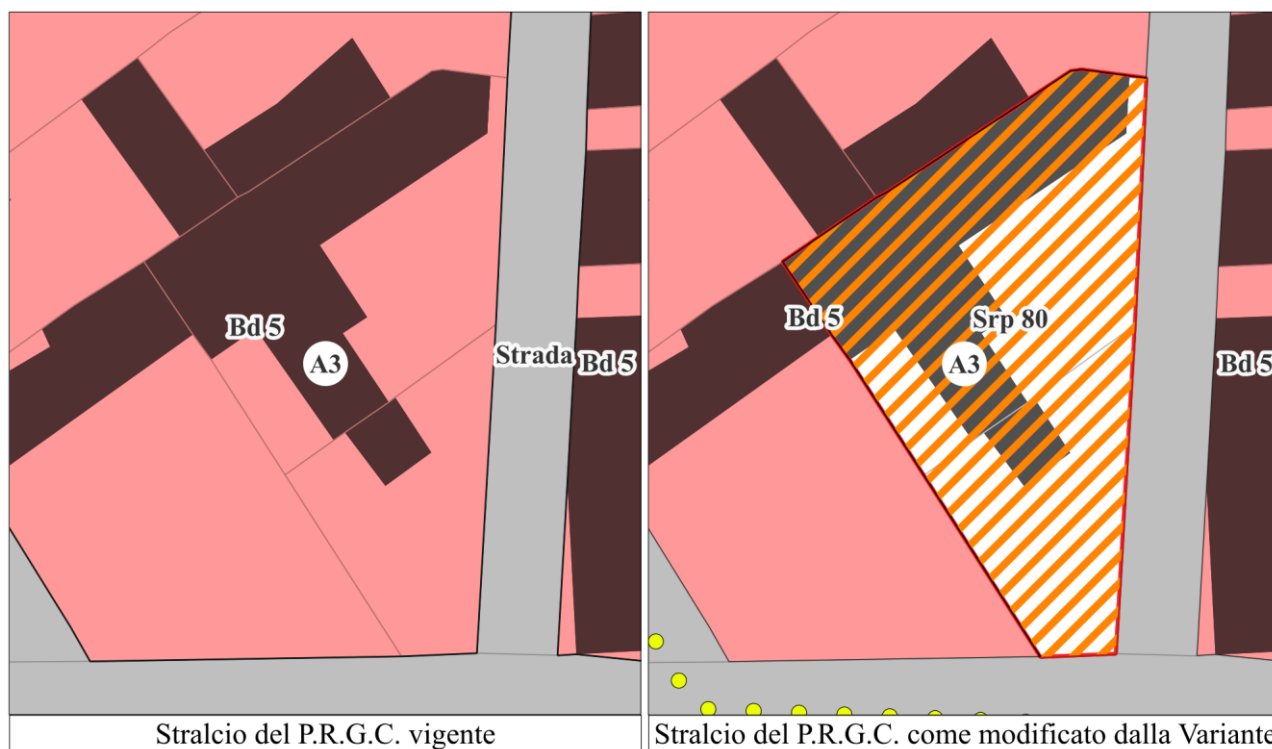 Bd 5
A3
Strada
Bd 5
Stralcio del P.R.G.C. vigente
Bd 5
Srp 80
A3
Bd 5
Stralcio del P.R.G.C. come modificato dalla Variante